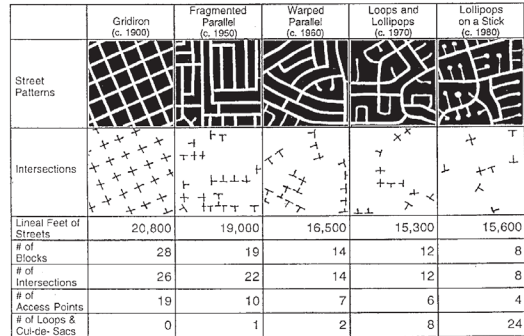 Gridiron
(c. 1900)
Fragmented
Parallel
(c. 1950)
Warped
Parallel
(c. 1960)
Loops and
Lollipops
(c. 1970)
Lollipops
on a Stick
(c. 1980)
Street
Patterns
Intersections
Lineal Feet of
Streets 20,800 19,000 16,500 15,300 15,600
# of
Blocks 28 19 14 12 8
# of
Intersections 26 22 14 12 8
# of
Access Points 19 10 7 6 4
# of Loops &
Cul-de- Sacs 0 1 2 8 24